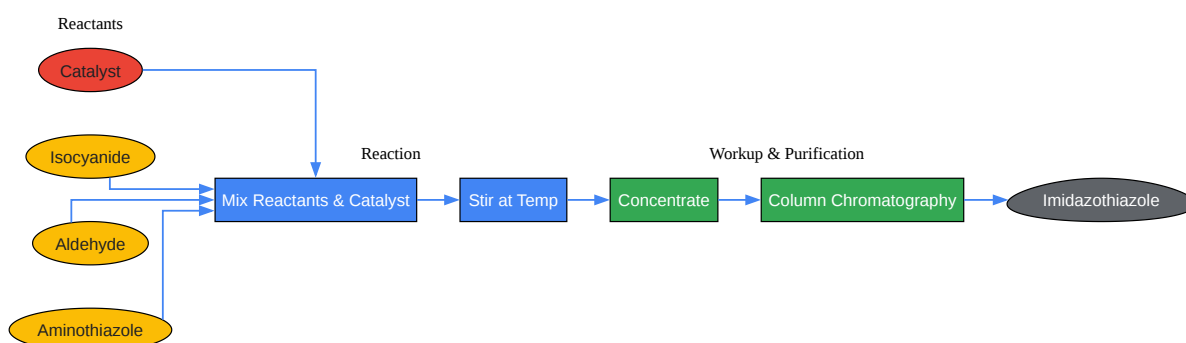 Reactants
Catalyst
Isocyanide
Reaction
Workup & Purification
Mix Reactants & Catalyst
Stir at Temp
Concentrate
Column Chromatography
Imidazothiazole
Aldehyde
Aminothiazole